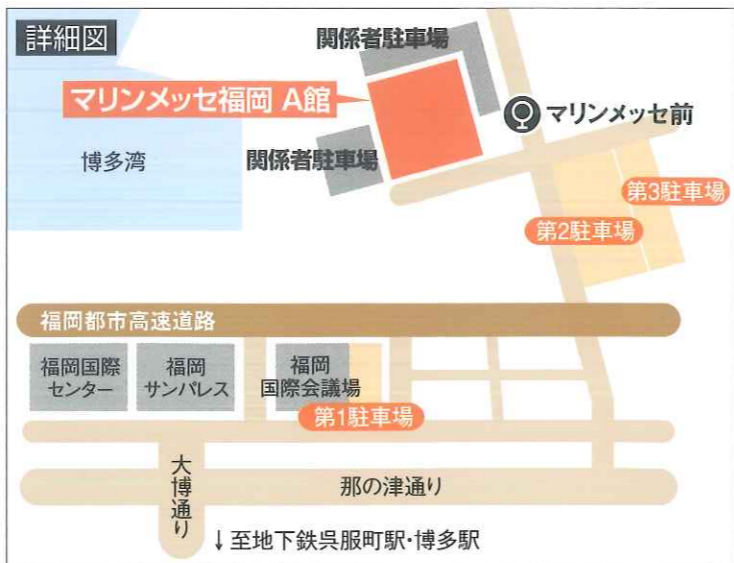 詳細図
関係者駐車場
マリンメッセ福岡 A館
マリンメッセ前
博多湾
関係者駐車場
第3駐車場
第2駐車場
福岡都市高速道路
福岡国際
センター
福岡
サンパレス
福岡
国際会議場
第1駐車場
大博通り
那の津通り
↓至地下鉄呉服町駅・博多駅